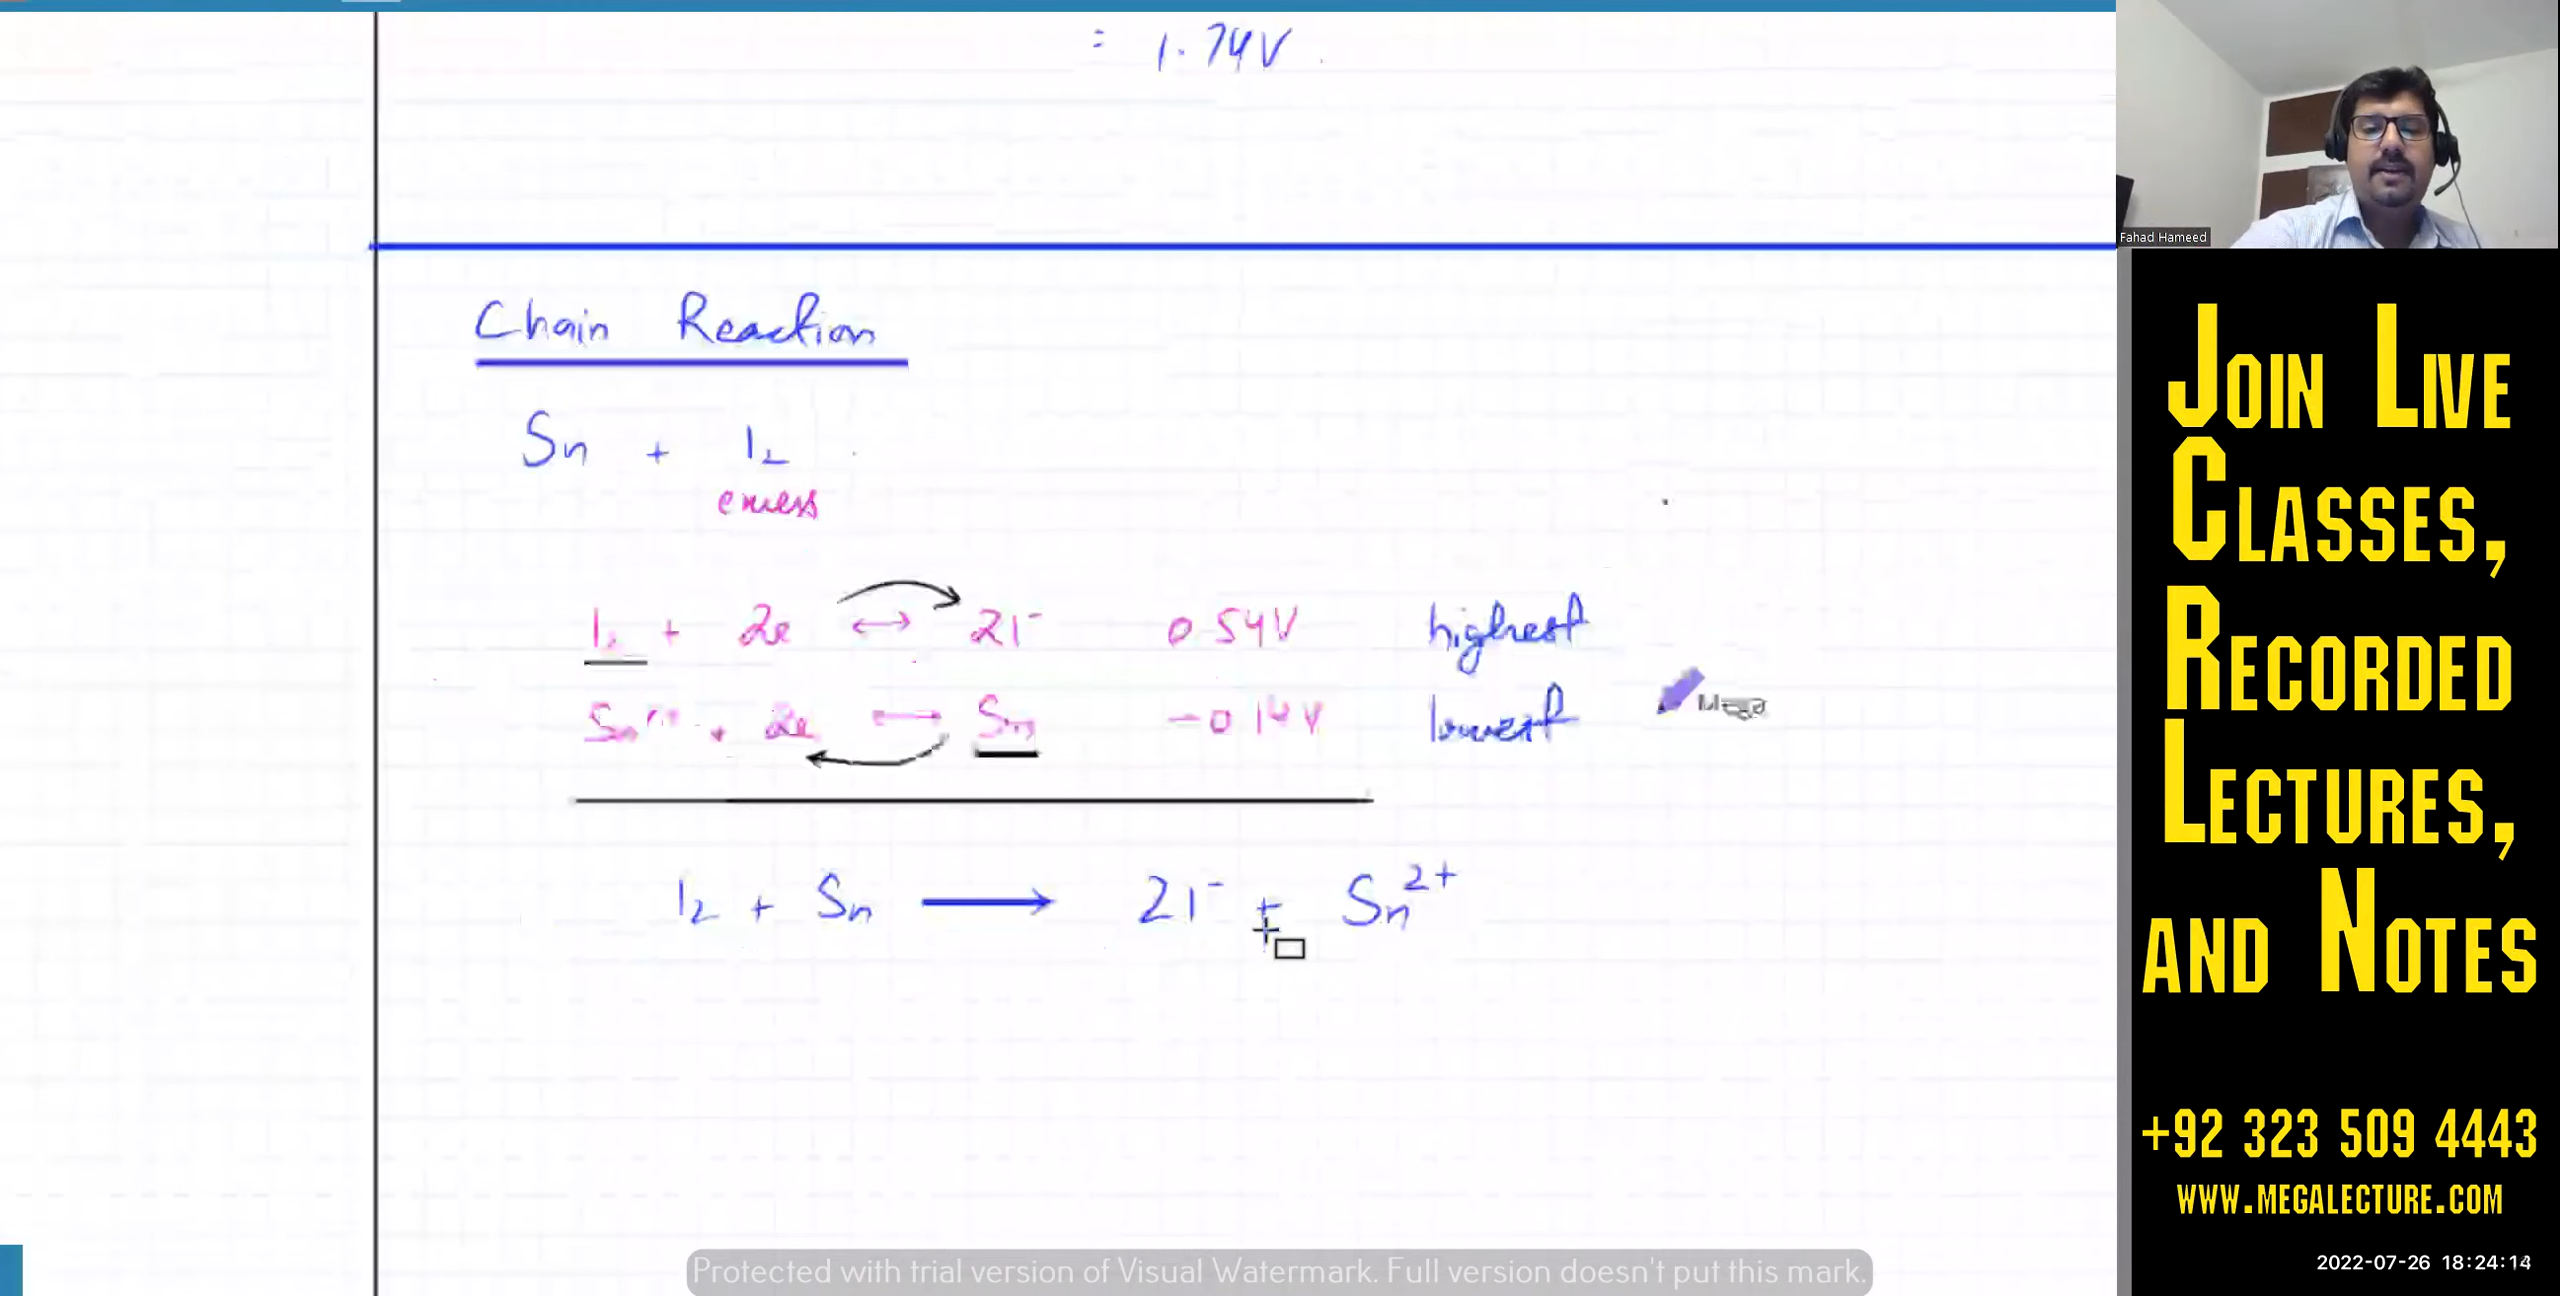 = 1.74V
Fahad Hameed
Chain Reaction
Sn + I₂
excess
I₂ + 2e ↔ 2I⁻ 0.54V highest
Sn²⁺ + 2e ↔ Sn -0.14V lowest
I₂ + Sn → 2I⁻ + Sn²⁺
JOIN LIVE
CLASSES,
RECORDED
LECTURES,
AND NOTES
+92 323 509 4443
WWW.MEGALECTURE.COM
2022-07-26 18:24:14
Protected with trial version of Visual Watermark. Full version doesn't put this mark.